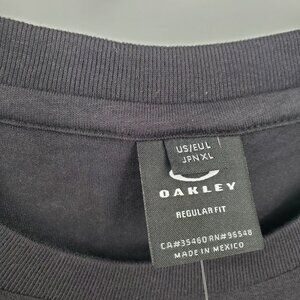 US/EU L
JPN XL
OAKLEY
REGULAR FIT
CA#35460 RN#96548
MADE IN MEXICO